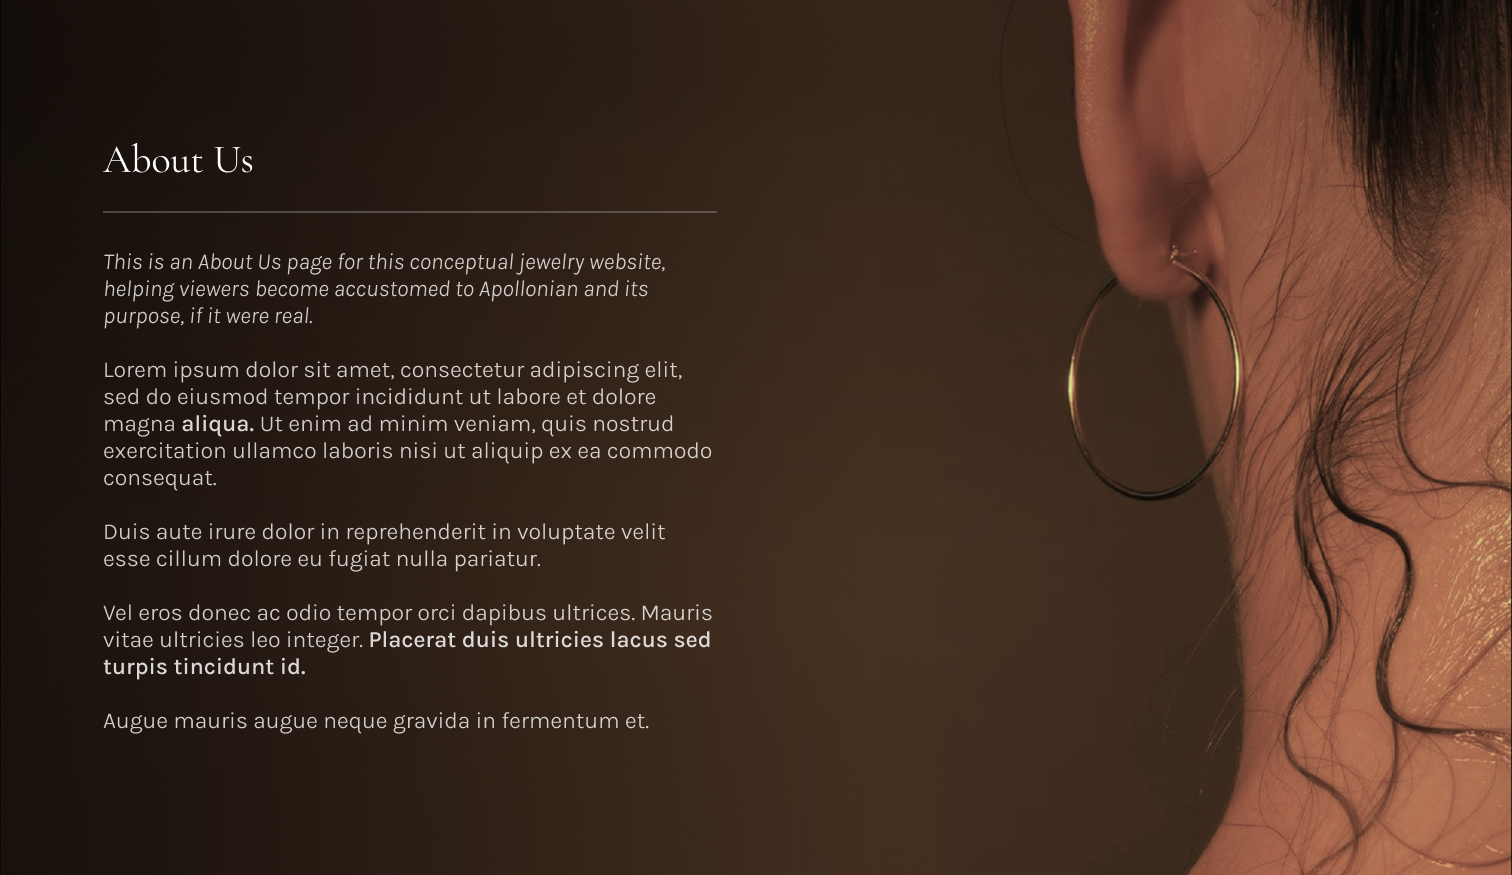 About Us
This is an About Us page for this conceptual jewelry website,
helping viewers become accustomed to Apollonian and its
purpose, if it were real.
Lorem ipsum dolor sit amet, consectetur adipiscing elit,
sed do eiusmod tempor incididunt ut labore et dolore
magna aliqua. Ut enim ad minim veniam, quis nostrud
exercitation ullamco laboris nisi ut aliquip ex ea commodo
consequat.
Duis aute irure dolor in reprehenderit in voluptate velit
esse cillum dolore eu fugiat nulla pariatur.
Vel eros donec ac odio tempor orci dapibus ultrices. Mauris
vitae ultricies leo integer. Placerat duis ultricies lacus sed
turpis tincidunt id.
Augue mauris augue neque gravida in fermentum et.